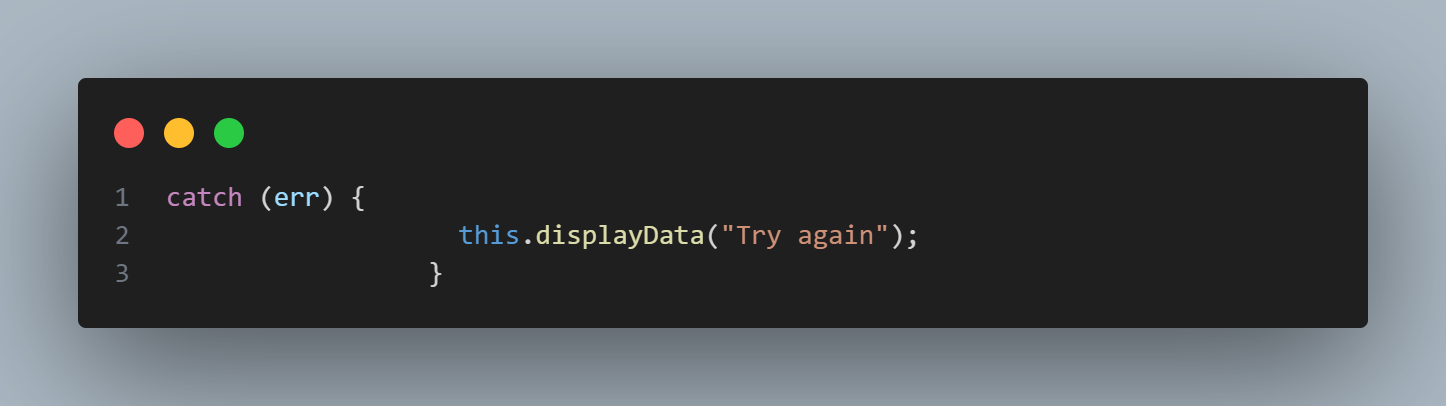 1 catch (err) {
2                    this.displayData("Try again");
3                  }